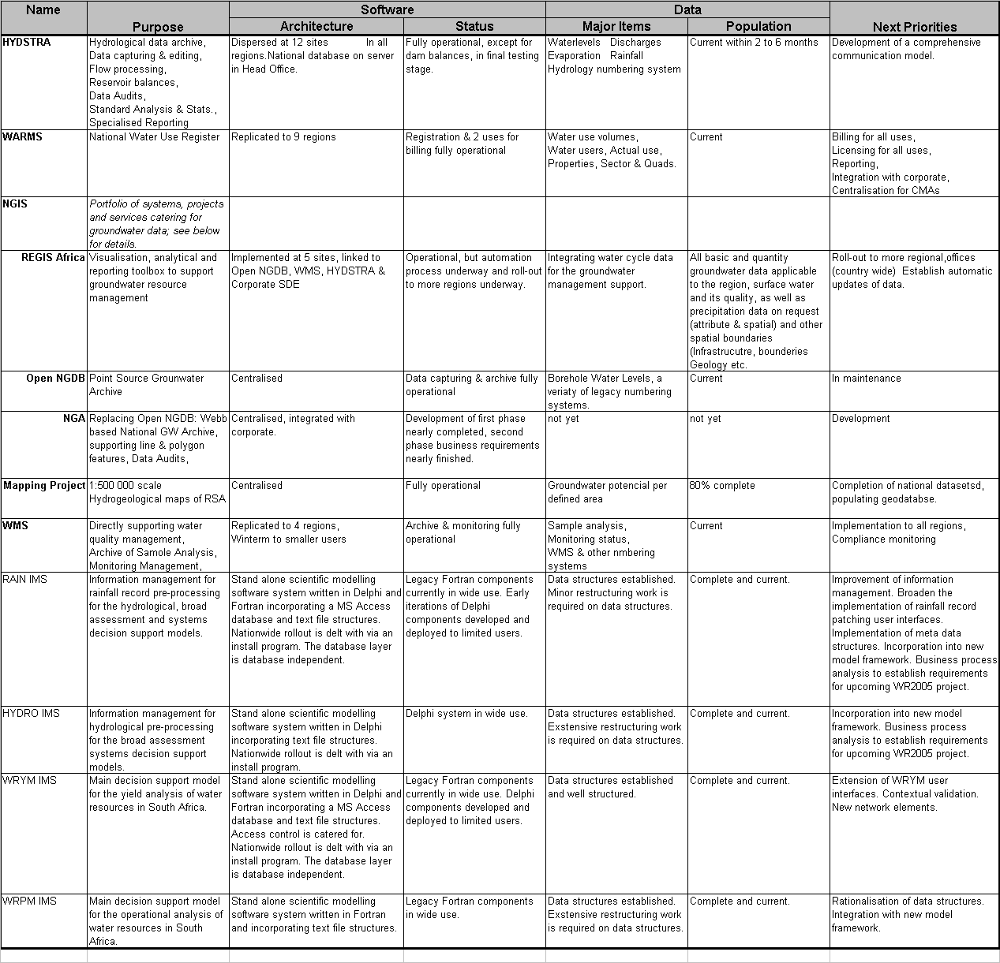 Name
Software
Data
Purpose
Architecture
Status
Major Items
Population
Next Priorities
HYDSTRA
Hydrological data archive,
Data capturing & editing,
Flow processing,
Reservoir balances,
Data Audits,
Standard Analysis & Stats.,
Specialised Reporting
Dispersed at 12 sites In all
regions.National database on server
in Head Office.
Fully operational, except for
dam balances, in final testing
stage.
Waterlevels Discharges
Evaporation Rainfall
Hydrology numbering system
Current within 2 to 6 months
Development of a comprehensive
communication model.
WARMS
National Water Use Register
Replicated to 9 regions
Registration & 2 uses for
billing fully operational
Water use volumes,
Water users, Actual use,
Properties, Sector & Quads.
Current
Billing for all uses,
Licensing for all uses,
Reporting,
Integration with corporate,
Centralisation for CMAs
NGIS
Portfolio of systems, projects
and services catering for
groundwater data; see below
for details.
REGIS Africa
Visualisation, analytical and
reporting toolbox to support
groundwater resource
management
Implemented at 5 sites, linked to
Open NGDB, WMS, HYDSTRA &
Corporate SDE
Operational, but automation
process underway and roll-out
to more regions underway.
Integrating water cycle data
for the groundwater
management support.
All basic and quantity
groundwater data applicable
to the region, surface water
and its quality, as well as
precipitation data on request
(attribute & spatial) and other
spatial boundaries
(Infrastrucutre, bounderies
Geology etc.
Roll-out to more regional,offices
(country wide) Establish automatic
updates of data.
Open NGDB
Point Source Grounwater
Archive
Centralised
Data capturing & archive fully
operational
Borehole Water Levels, a
veriaty of legacy numbering
systems.
Current
In maintenance
NGA
Replacing Open NGDB: Webb
based National GW Archive,
supporting line & polygon
features, Data Audits,
Centralised, integrated with
corporate.
Development of first phase
nearly completed, second
phase business requirements
nearly finished.
not yet
not yet
Development
Mapping Project
1:500 000 scale
Hydrogeological maps of RSA
Centralised
Fully operational
Groundwater potencial per
defined area
80% complete
Completion of national datasetsd,
populating geodatabse.
WMS
Directly supporting water
quality management,
Archive of Samole Analysis,
Monitoring Management,
Replicated to 4 regions,
Winterm to smaller users
Archive & monitoring fully
operational
Sample analysis,
Monitoring status,
WMS & other nmbering
systems
Current
Implementation to all regions,
Compliance monitoring
RAIN IMS
Information management for
rainfall record pre-processing
for the hydrological, broad
assessment and systems
decision support models.
Stand alone scientific modelling
software system written in Delphi and
Fortran incorporating a MS Access
database and text file structures.
Nationwide rollout is delt with via an
install program. The database layer
is database independent.
Legacy Fortran components
currently in wide use. Early
iterations of Delphi
components developed and
deployed to limited users.
Data structures established.
Minor restructuring work is
required on data structures.
Complete and current.
Improvement of information
management. Broaden the
implementation of rainfall record
patching user interfaces.
Implementation of meta data
structures. Incorporation into new
model framework. Business process
analysis to establish requirements
for upcoming WR2005 project.
HYDRO IMS
Information management for
hydrological pre-processing
for the broad assessment
systems decision support
models.
Stand alone scientific modelling
software system written in Delphi
incorporating text file structures.
Nationwide rollout is delt with via an
install program.
Delphi system in wide use.
Data structures established.
Exstensive restructuring work
is required on data structures.
Complete and current.
Incorporation into new model
framework. Business process
analysis to establish requirements
for upcoming WR2005 project.
WRYM IMS
Main decision support model
for the yield analysis of water
resources in South Africa.
Stand alone scientific modelling
software system written in Delphi and
Fortran incorporating a MS Access
database and text file structures.
Access control is catered for.
Nationwide rollout is delt with via an
install program. The database layer
is database independent.
Legacy Fortran components
currently in wide use. Delphi
components developed and
deployed to limited users.
Data structures established
and well structured.
Complete and current.
Extension of WRYM user
interfaces. Contextual validation.
New network elements.
WRPM IMS
Main decision support model
for the operational analysis of
water resources in South
Africa.
Stand alone scientific modelling
software system written in Fortran
and incorporating text file structures.
Legacy Fortran components
in wide use.
Data structures established.
Exstensive restructuring work
is required on data structures.
Complete and current.
Rationalisation of data structures.
Integration with new model
framework.